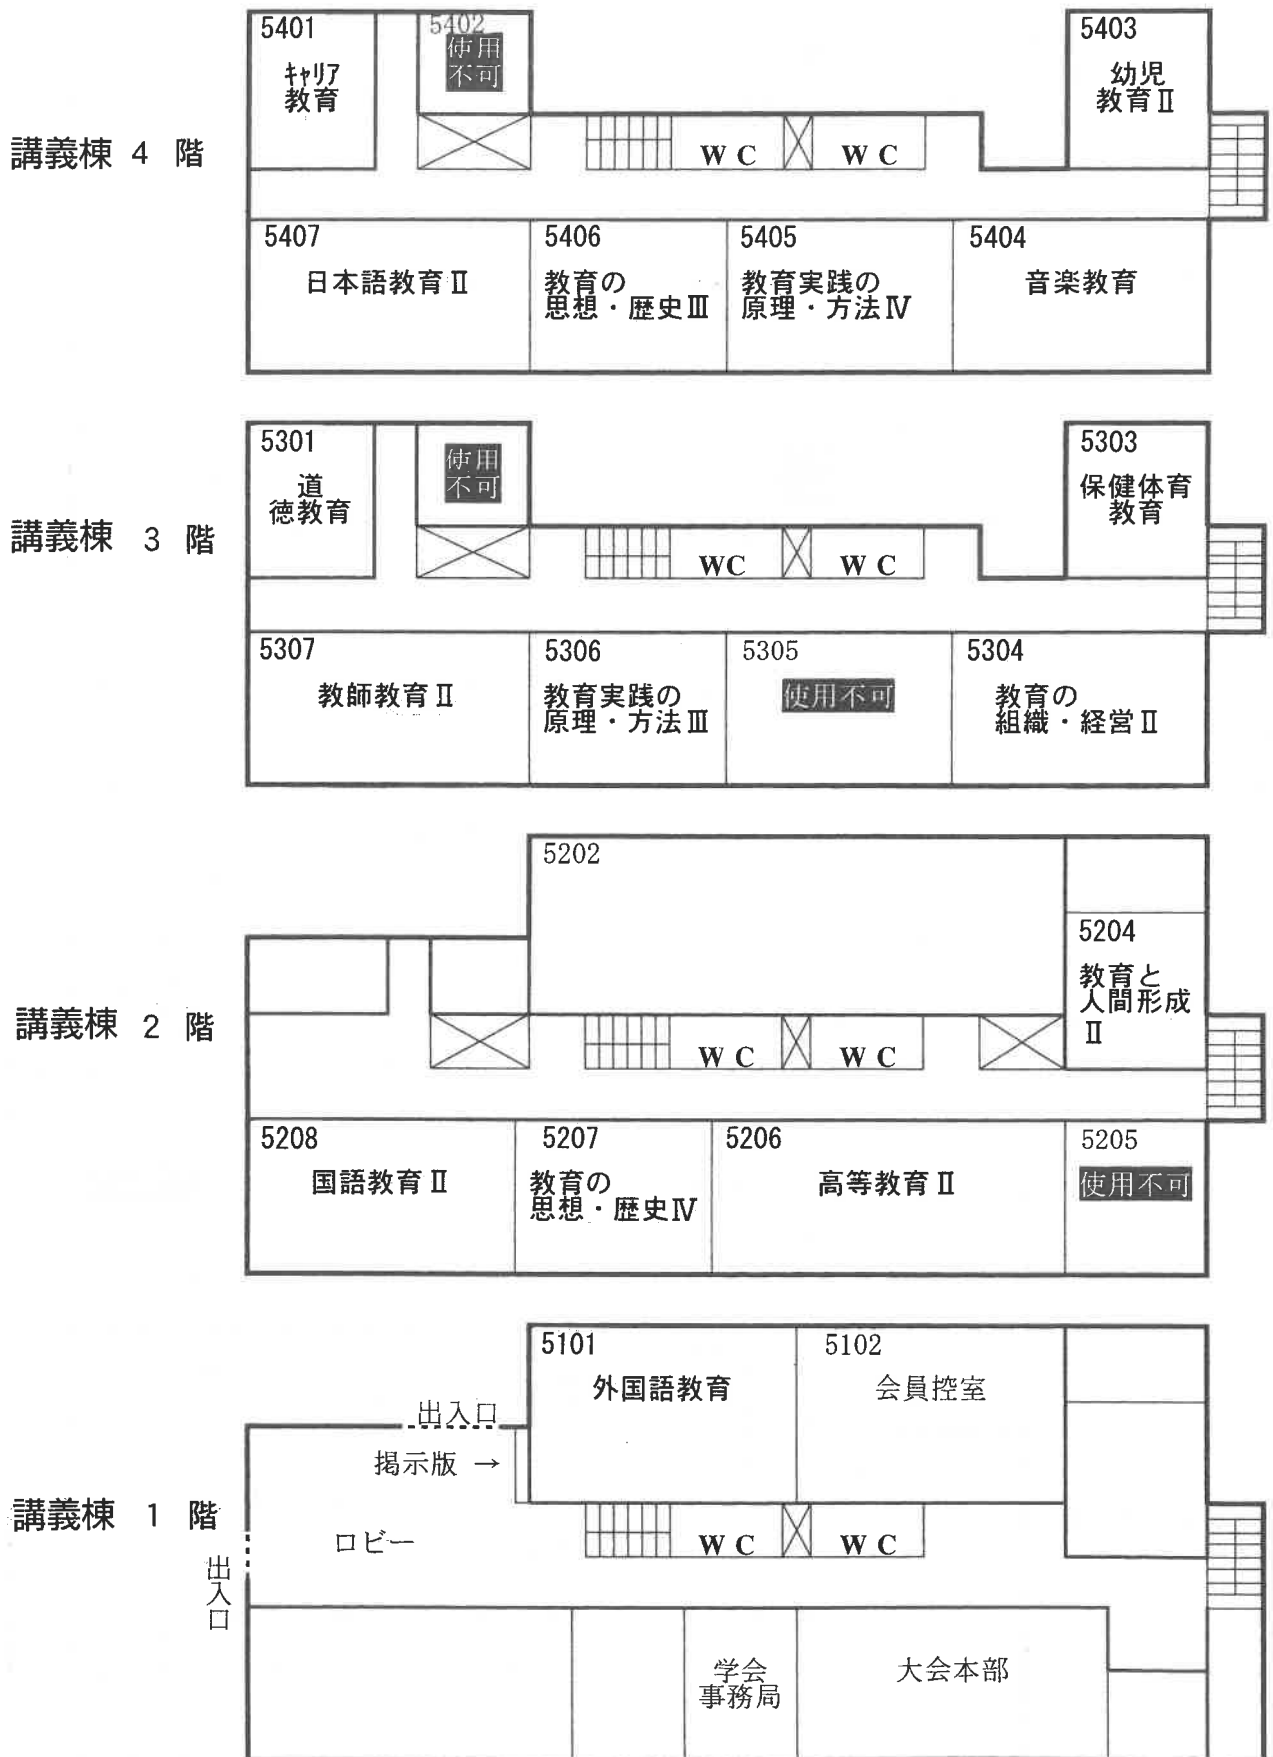 講義棟 4 階
5401
キャリア
教育
5402
使用
不可
5403
幼児
教育Ⅱ
WC
WC
5407
日本語教育Ⅱ
5406
教育の
思想・歴史Ⅲ
5405
教育実践の
原理・方法Ⅳ
5404
音楽教育
講義棟 3 階
5301
道
徳教育
使用
不可
5303
保健体育
教育
WC
WC
5307
教師教育Ⅱ
5306
教育実践の
原理・方法Ⅲ
5305
使用不可
5304
教育の
組織・経営Ⅱ
講義棟 2 階
5202
5204
教育と
人間形成
Ⅱ
WC
WC
5208
国語教育Ⅱ
5207
教育の
思想・歴史Ⅳ
5206
高等教育Ⅱ
5205
使用不可
講義棟 1 階
5101
外国語教育
5102
会員控室
出入口
掲示版 →
ロビー
WC
WC
出入口
学会
事務局
大会本部